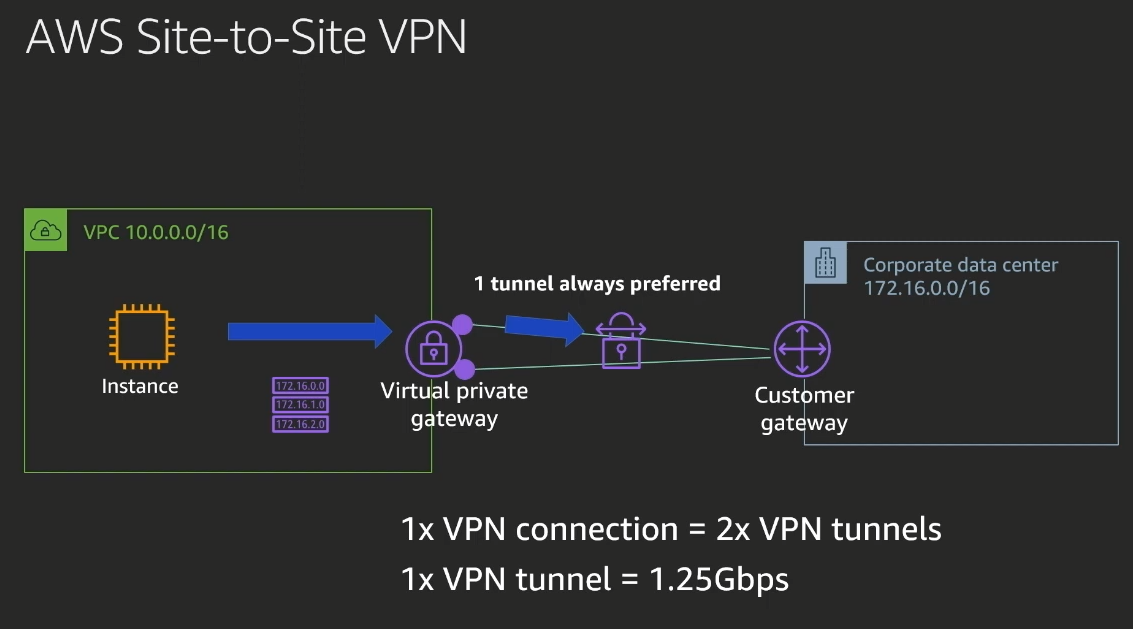 AWS Site-to-Site VPN
VPC 10.0.0.0/16
1 tunnel always preferred
Corporate data center
172.16.0.0/16
Instance
172.16.0.0
172.16.1.0
172.16.2.0
Virtual private
gateway
Customer
gateway
1x VPN connection = 2x VPN tunnels
1x VPN tunnel = 1.25Gbps